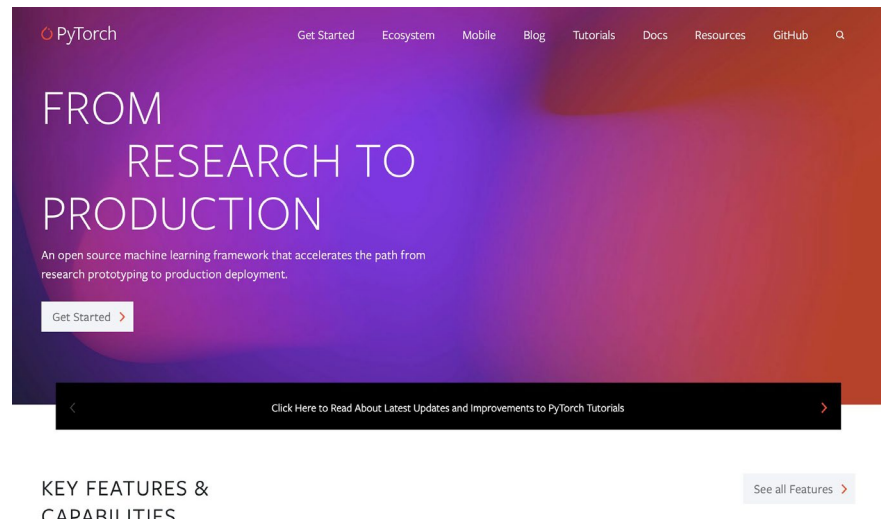 PyTorch
Get Started Ecosystem Mobile Blog Tutorials Docs Resources GitHub
FROM
RESEARCH TO
PRODUCTION
An open source machine learning framework that accelerates the path from
research prototyping to production deployment.
Get Started
Click Here to Read About Latest Updates and Improvements to PyTorch Tutorials
KEY FEATURES &
See all Features
CAPABILITIES